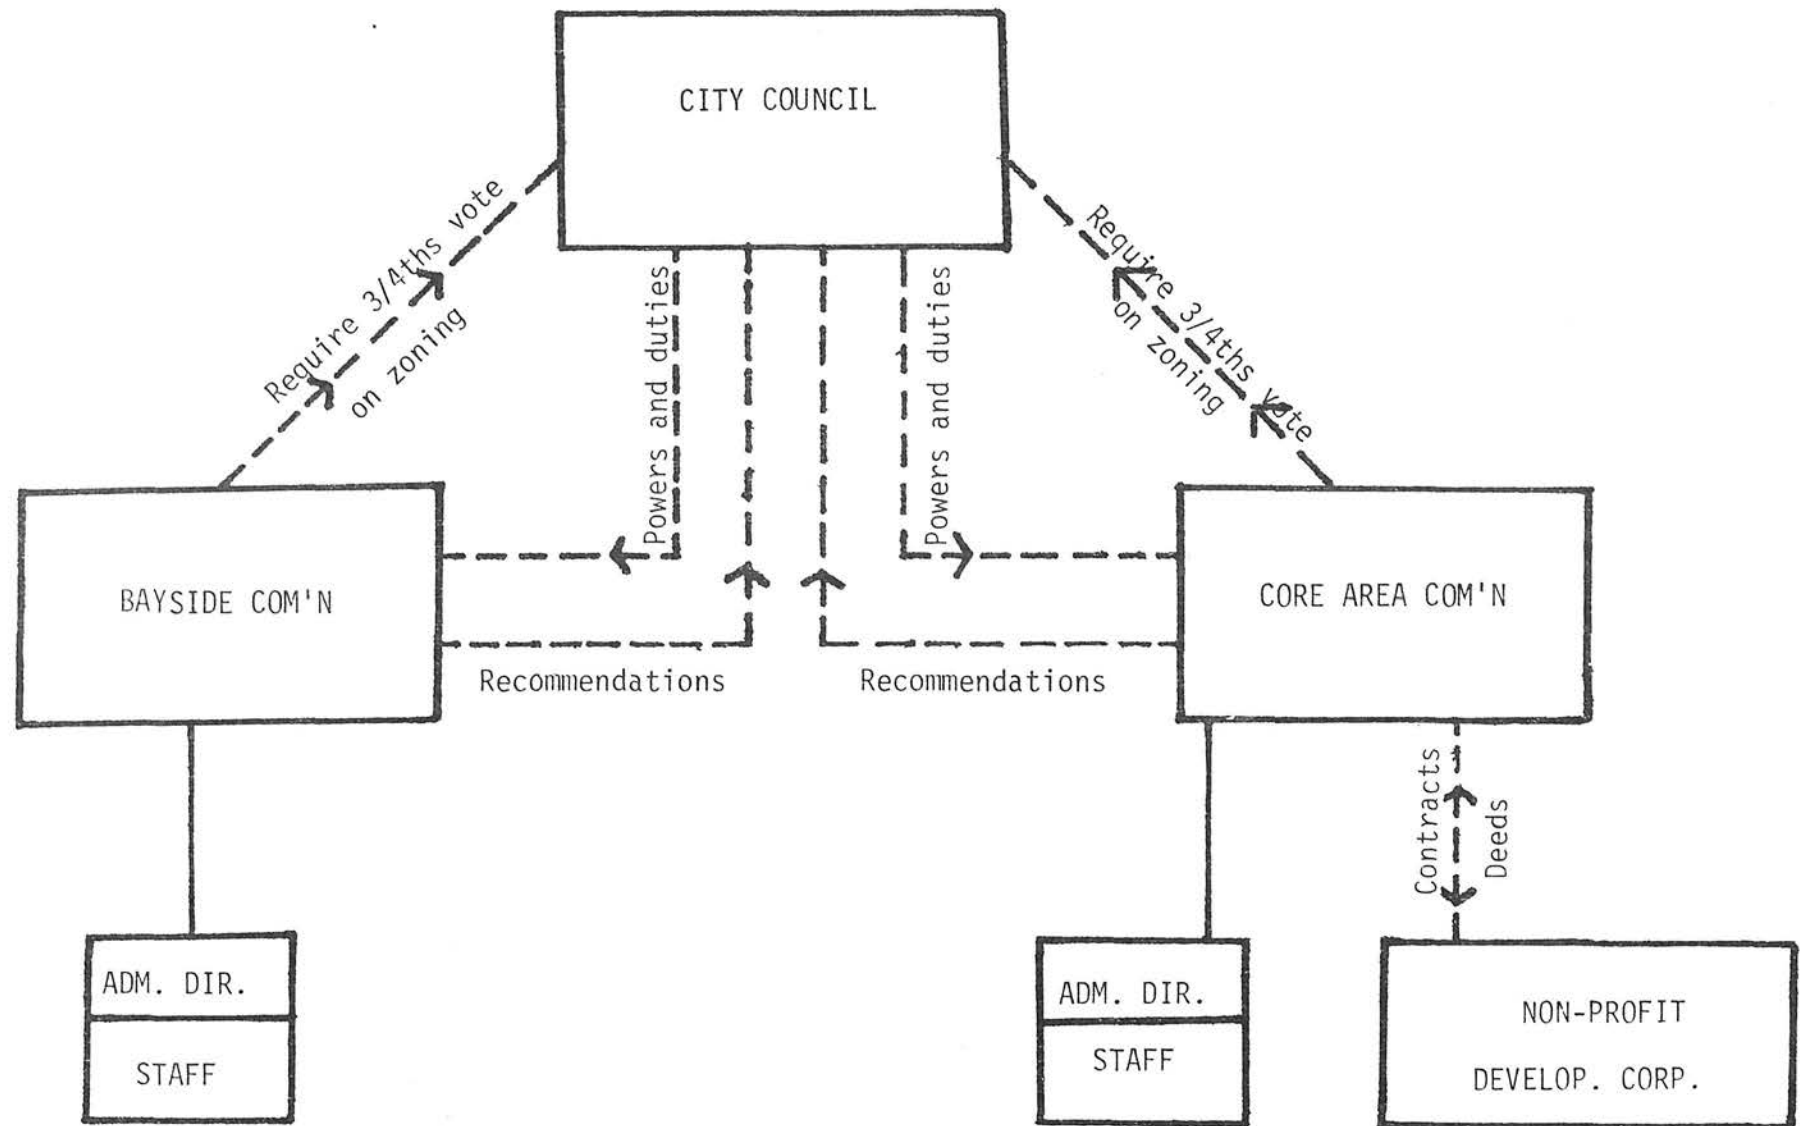 CITY COUNCIL
Require 3/4ths vote
on zoning
Powers and duties
Powers and duties
Require 3/4ths vote
on zoning
BAYSIDE COM'N
CORE AREA COM'N
Recommendations
Recommendations
Contracts
Deeds
ADM. DIR.
STAFF
ADM. DIR.
STAFF
NON-PROFIT
DEVELOP. CORP.